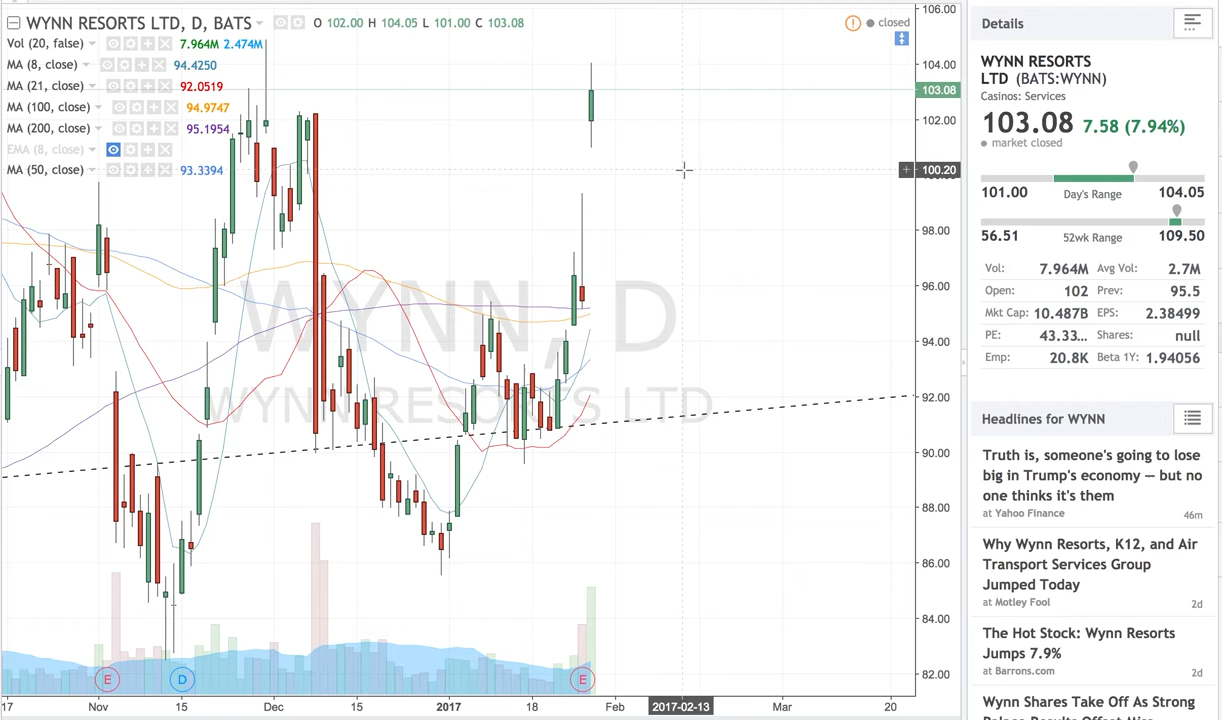 WYNN RESORTS LTD, D, BATS O 102.00 H 104.05 L 101.00 C 103.08
closed
Vol (20, false) 7.964M 2.474M
MA (8, close) 94.4250
MA (21, close) 92.0519
MA (100, close) 94.9747
MA (200, close) 95.1954
EMA (8, close)
MA (50, close) 93.3394
WYNN, D
WYNN RESORTS LTD
106.00
104.00
103.08
102.00
100.20
98.00
96.00
94.00
92.00
90.00
88.00
86.00
84.00
82.00
E
D
E
17 Nov 15 Dec 15 2017 18 Feb 2017-02-13 Mar 20
Details
WYNN RESORTS
LTD (BATS:WYNN)
Casinos: Services
103.08 7.58 (7.94%)
market closed
101.00 Day's Range 104.05
56.51 52wk Range 109.50
Vol: 7.964M Avg Vol: 2.7M
Open: 102 Prev: 95.5
Mkt Cap: 10.487B EPS: 2.38499
PE: 43.33... Shares: null
Emp: 20.8K Beta 1Y: 1.94056
Headlines for WYNN
Truth is, someone's going to lose
big in Trump's economy — but no
one thinks it's them
at Yahoo Finance 46m
Why Wynn Resorts, K12, and Air
Transport Services Group
Jumped Today
at Motley Fool 2d
The Hot Stock: Wynn Resorts
Jumps 7.9%
at Barrons.com 2d
Wynn Shares Take Off As Strong